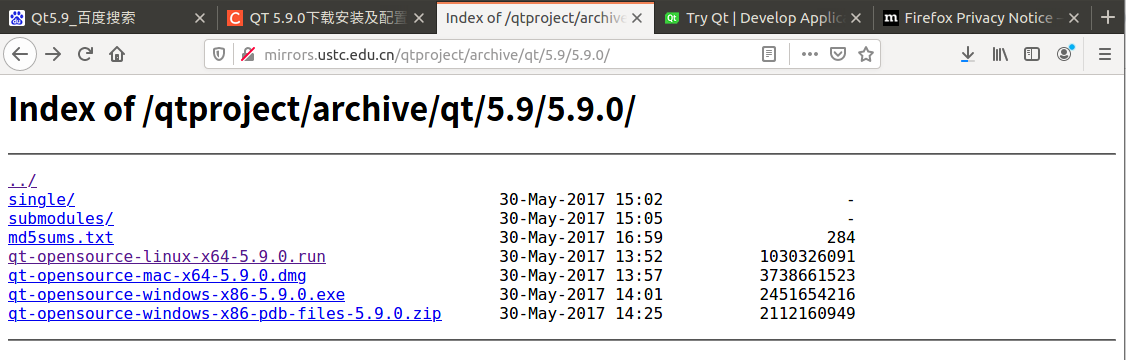 Qt5.9_百度搜索
QT 5.9.0下载安装及配置
Index of /qtproject/archive
Try Qt | Develop Applic
Firefox Privacy Notice
mirrors.ustc.edu.cn/qtproject/archive/qt/5.9/5.9.0/
Index of /qtproject/archive/qt/5.9/5.9.0/
../
single/ 30-May-2017 15:02 -
submodules/ 30-May-2017 15:05 -
md5sums.txt 30-May-2017 16:59 284
qt-opensource-linux-x64-5.9.0.run 30-May-2017 13:52 1030326091
qt-opensource-mac-x64-5.9.0.dmg 30-May-2017 13:57 3738661523
qt-opensource-windows-x86-5.9.0.exe 30-May-2017 14:01 2451654216
qt-opensource-windows-x86-pdb-files-5.9.0.zip 30-May-2017 14:25 2112160949